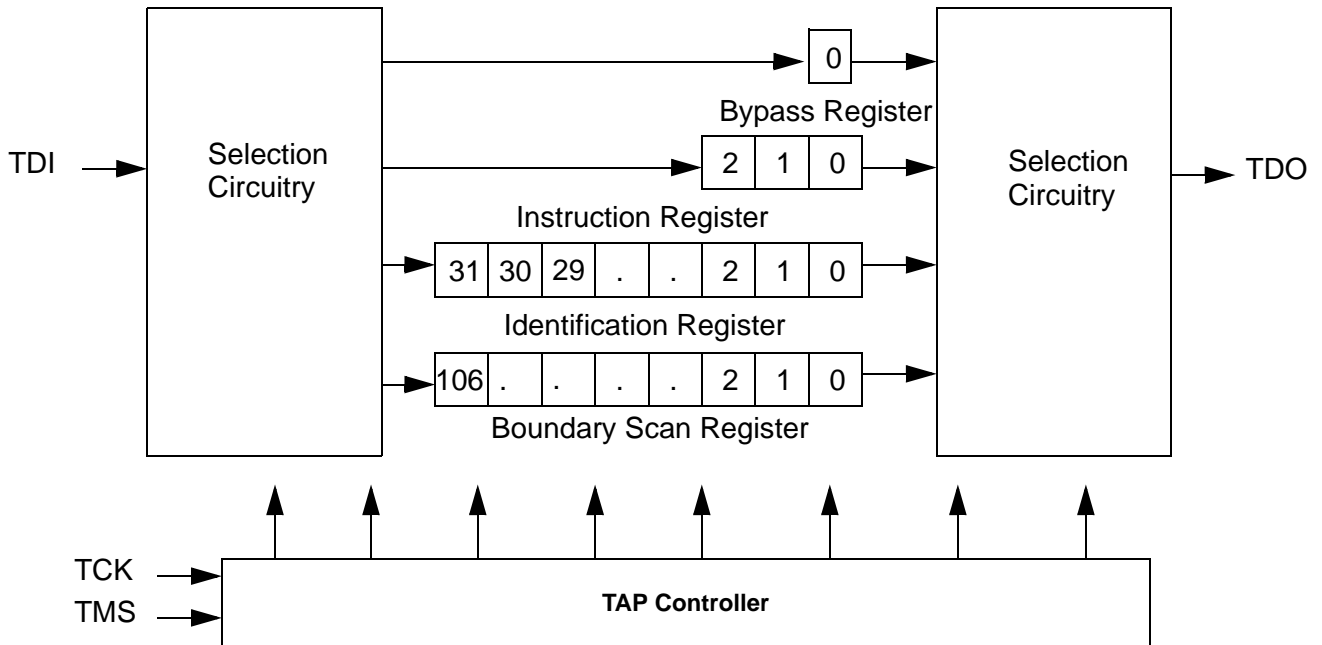 0
Bypass Register
TDI
Selection
Circuitry
2 1 0
Selection
Circuitry
TDO
Instruction Register
31 30 29 . . 2 1 0
Identification Register
106 . . . . 2 1 0
Boundary Scan Register
TCK
TMS
TAP Controller